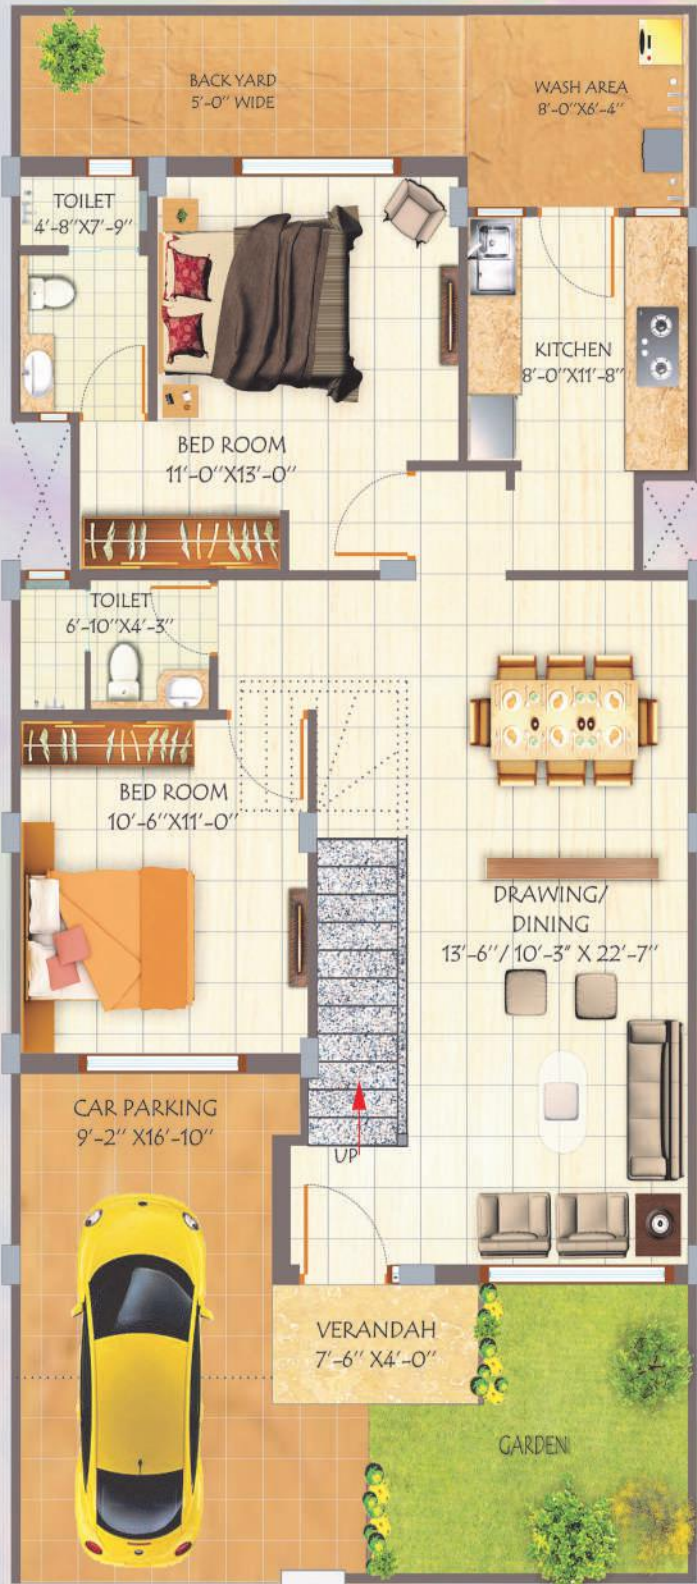 BACK YARD
5'-0'' WIDE
WASH AREA
8'-0''X6'-4''
TOILET
4'-8''X7'-9''
KITCHEN
8'-0''X11'-8''
BED ROOM
11'-0''X13'-0''
TOILET
6'-10''X4'-3''
BED ROOM
10'-6''X11'-0''
DRAWING/
DINING
13'-6''/ 10'-3" X 22'-7''
CAR PARKING
9'-2'' X16'-10''
UP
VERANDAH
7'-6'' X4'-0''
GARDEN